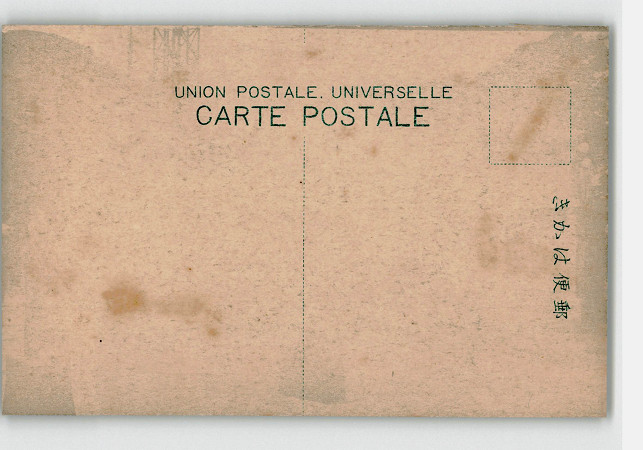 UNION POSTALE. UNIVERSELLE
CARTE POSTALE
郵便はかき